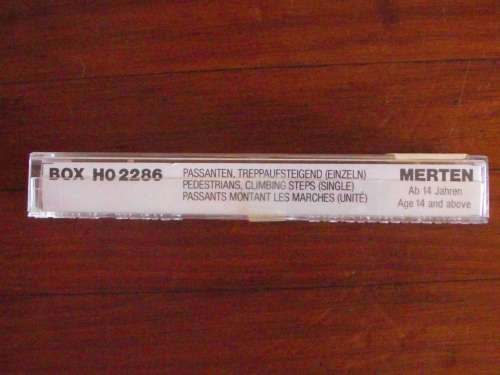 BOX HO 2286
PASSANTEN, TREPPAUFSTEIGEND (EINZELN)
PEDESTRIANS, CLIMBING STEPS (SINGLE)
PASSANTS MONTANT LES MARCHES (UNITÉ)
MERTEN
Ab 14 Jahren
Age 14 and above